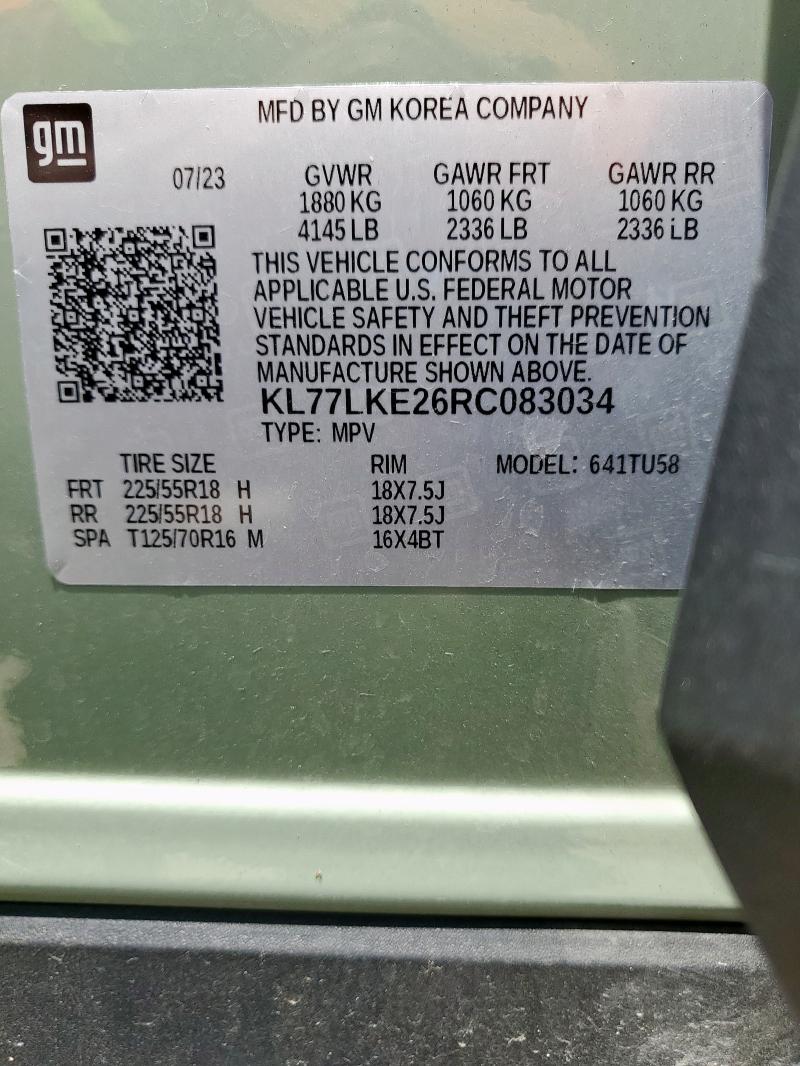 gm
MFD BY GM KOREA COMPANY
07/23 GVWR GAWR FRT GAWR RR
1880 KG 1060 KG 1060 KG
4145 LB 2336 LB 2336 LB
THIS VEHICLE CONFORMS TO ALL
APPLICABLE U.S. FEDERAL MOTOR
VEHICLE SAFETY AND THEFT PREVENTION
STANDARDS IN EFFECT ON THE DATE OF
MANUFACTURE SHOWN ABOVE.
KL77LKE26RC083034
TYPE: MPV
TIRE SIZE RIM MODEL: 641TU58
FRT 225/55R18 H 18X7.5J
RR 225/55R18 H 18X7.5J
SPA T125/70R16 M 16X4BT